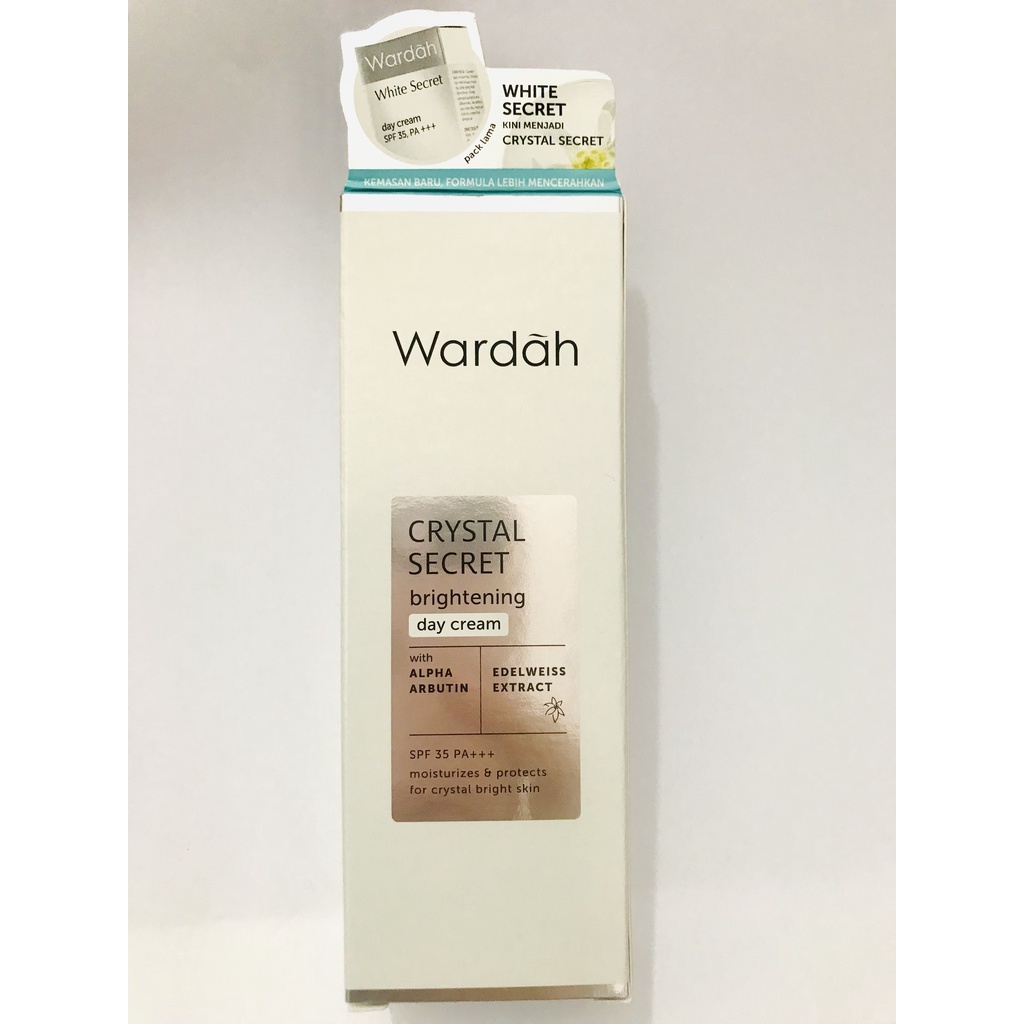 Wardãh
White Secret
day cream
SPF 35, PA +++
pack lama
WHITE
SECRET
KINI MENJADI
CRYSTAL SECRET
KEMASAN BARU, FORMULA LEBIH MENCERAHKAN
Wardãh
CRYSTAL
SECRET
brightening
day cream
with
ALPHA
ARBUTIN
EDELWEISS
EXTRACT
SPF 35 PA+++
moisturizes & protects
for crystal bright skin